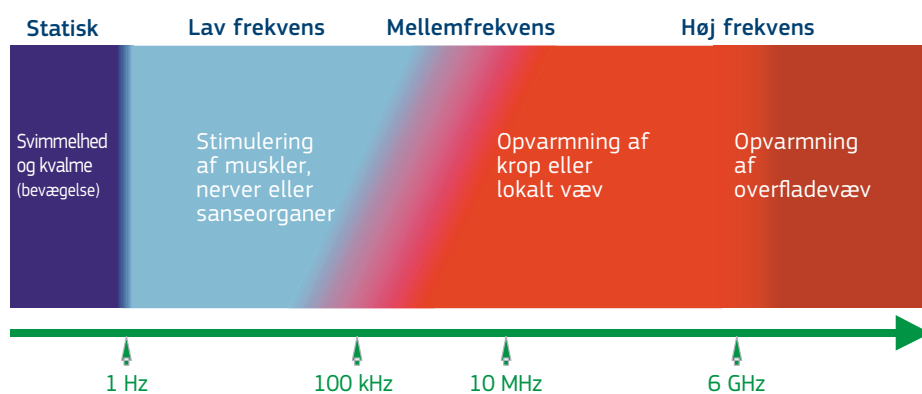 Statisk
Lav frekvens
Mellemfrekvens
Høj frekvens
Svimmelhed
og kvalme
(bevægelse)
Stimulering
af muskler,
nerver eller
sanseorganer
Opvarmning af
krop eller
lokalt væv
Opvarmning
af
overfladevæv
1 Hz
100 kHz
10 MHz
6 GHz